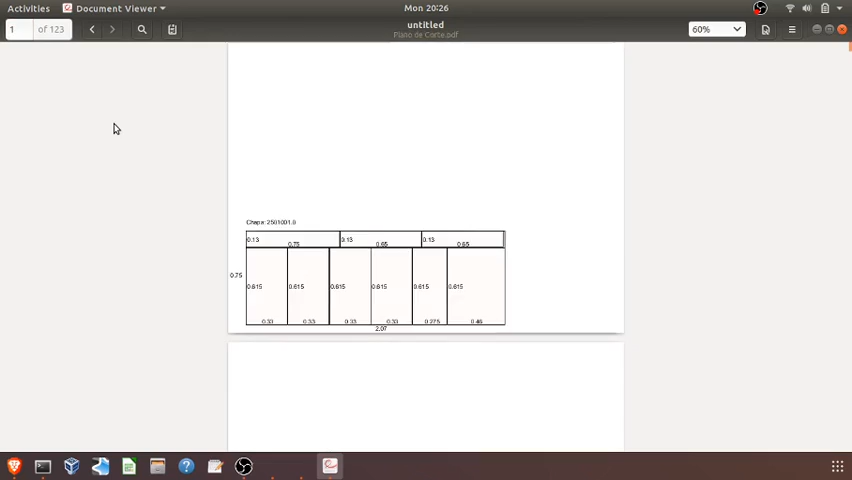 Activities Document Viewer Mon 20:26
1 of 123 untitled 60%
Plano de Corte.pdf
Chapa: 2501001.0
0.13 0.75 0.13 0.65 0.13 0.65
0.75 0.615 0.615 0.615 0.615 0.615 0.615
0.33 0.33 0.33 0.33 0.275 0.46
2.07